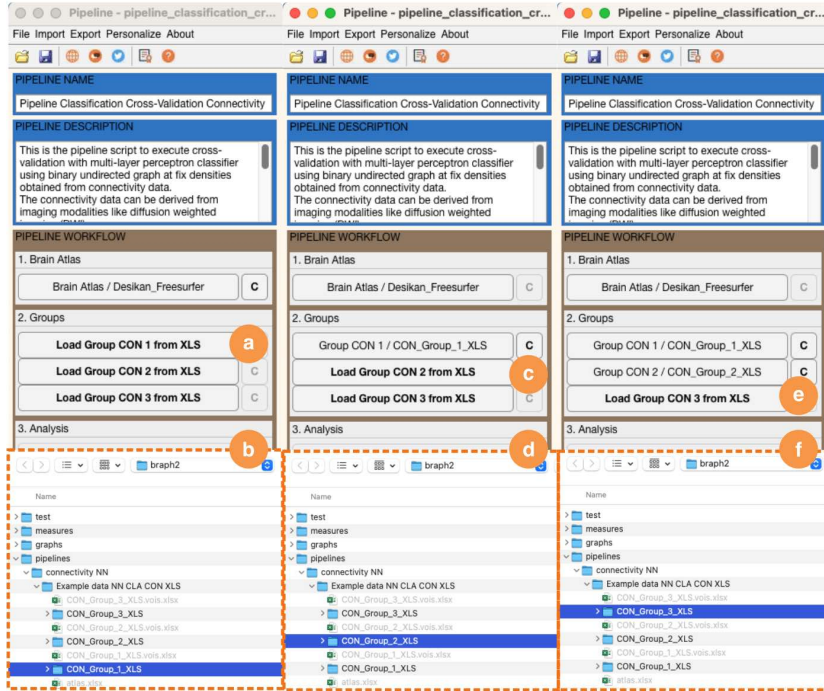 Pipeline - pipeline_classification_cr...
File Import Export Personalize About
PIPELINE NAME
Pipeline Classification Cross-Validation Connectivity
PIPELINE DESCRIPTION
This is the pipeline script to execute cross-
validation with multi-layer perceptron classifier
using binary undirected graph at fix densities
obtained from connectivity data.
The connectivity data can be derived from
imaging modalities like diffusion weighted
PIPELINE WORKFLOW
1. Brain Atlas
Brain Atlas / Desikan_Freesurfer C
2. Groups
Load Group CON 1 from XLS a
Load Group CON 2 from XLS C
Load Group CON 3 from XLS C
3. Analysis
b
braph2
Name
test
measures
graphs
pipelines
connectivity NN
Example data NN CLA CON XLS
CON_Group_3_XLS.vois.xlsx
CON_Group_3_XLS
CON_Group_2_XLS.vois.xlsx
CON_Group_2_XLS
CON_Group_1_XLS.vois.xlsx
CON_Group_1_XLS
atlas.xlsx
Pipeline - pipeline_classification_cr...
File Import Export Personalize About
PIPELINE NAME
Pipeline Classification Cross-Validation Connectivity
PIPELINE DESCRIPTION
This is the pipeline script to execute cross-
validation with multi-layer perceptron classifier
using binary undirected graph at fix densities
obtained from connectivity data.
The connectivity data can be derived from
imaging modalities like diffusion weighted
PIPELINE WORKFLOW
1. Brain Atlas
Brain Atlas / Desikan_Freesurfer C
2. Groups
Group CON 1 / CON_Group_1_XLS C
Load Group CON 2 from XLS c
Load Group CON 3 from XLS C
3. Analysis
d
braph2
Name
test
measures
graphs
pipelines
connectivity NN
Example data NN CLA CON XLS
CON_Group_3_XLS.vois.xlsx
CON_Group_3_XLS
CON_Group_2_XLS.vois.xlsx
CON_Group_2_XLS
CON_Group_1_XLS.vois.xlsx
CON_Group_1_XLS
atlas.xlsx
Pipeline - pipeline_classification_cr...
File Import Export Personalize About
PIPELINE NAME
Pipeline Classification Cross-Validation Connectivity
PIPELINE DESCRIPTION
This is the pipeline script to execute cross-
validation with multi-layer perceptron classifier
using binary undirected graph at fix densities
obtained from connectivity data.
The connectivity data can be derived from
imaging modalities like diffusion weighted
PIPELINE WORKFLOW
1. Brain Atlas
Brain Atlas / Desikan_Freesurfer C
2. Groups
Group CON 1 / CON_Group_1_XLS C
Group CON 2 / CON_Group_2_XLS C
Load Group CON 3 from XLS e
3. Analysis
f
braph2
Name
test
measures
graphs
pipelines
connectivity NN
Example data NN CLA CON XLS
CON_Group_3_XLS.vois.xlsx
CON_Group_3_XLS
CON_Group_2_XLS.vois.xlsx
CON_Group_2_XLS
CON_Group_1_XLS.vois.xlsx
CON_Group_1_XLS
atlas.xlsx